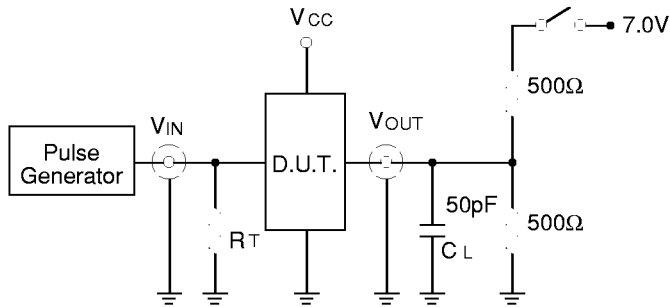 VCC
7.0V
500Ω
VIN
VOUT
Pulse
Generator
D.U.T.
50pF
500Ω
RT
CL